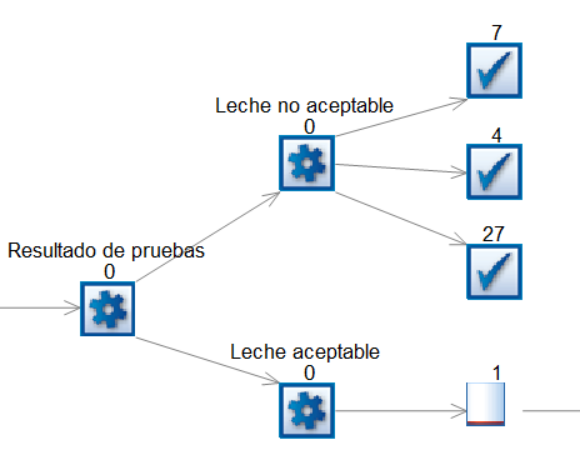 7
Leche no aceptable
0
4
27
Resultado de pruebas
0
Leche aceptable
0
1